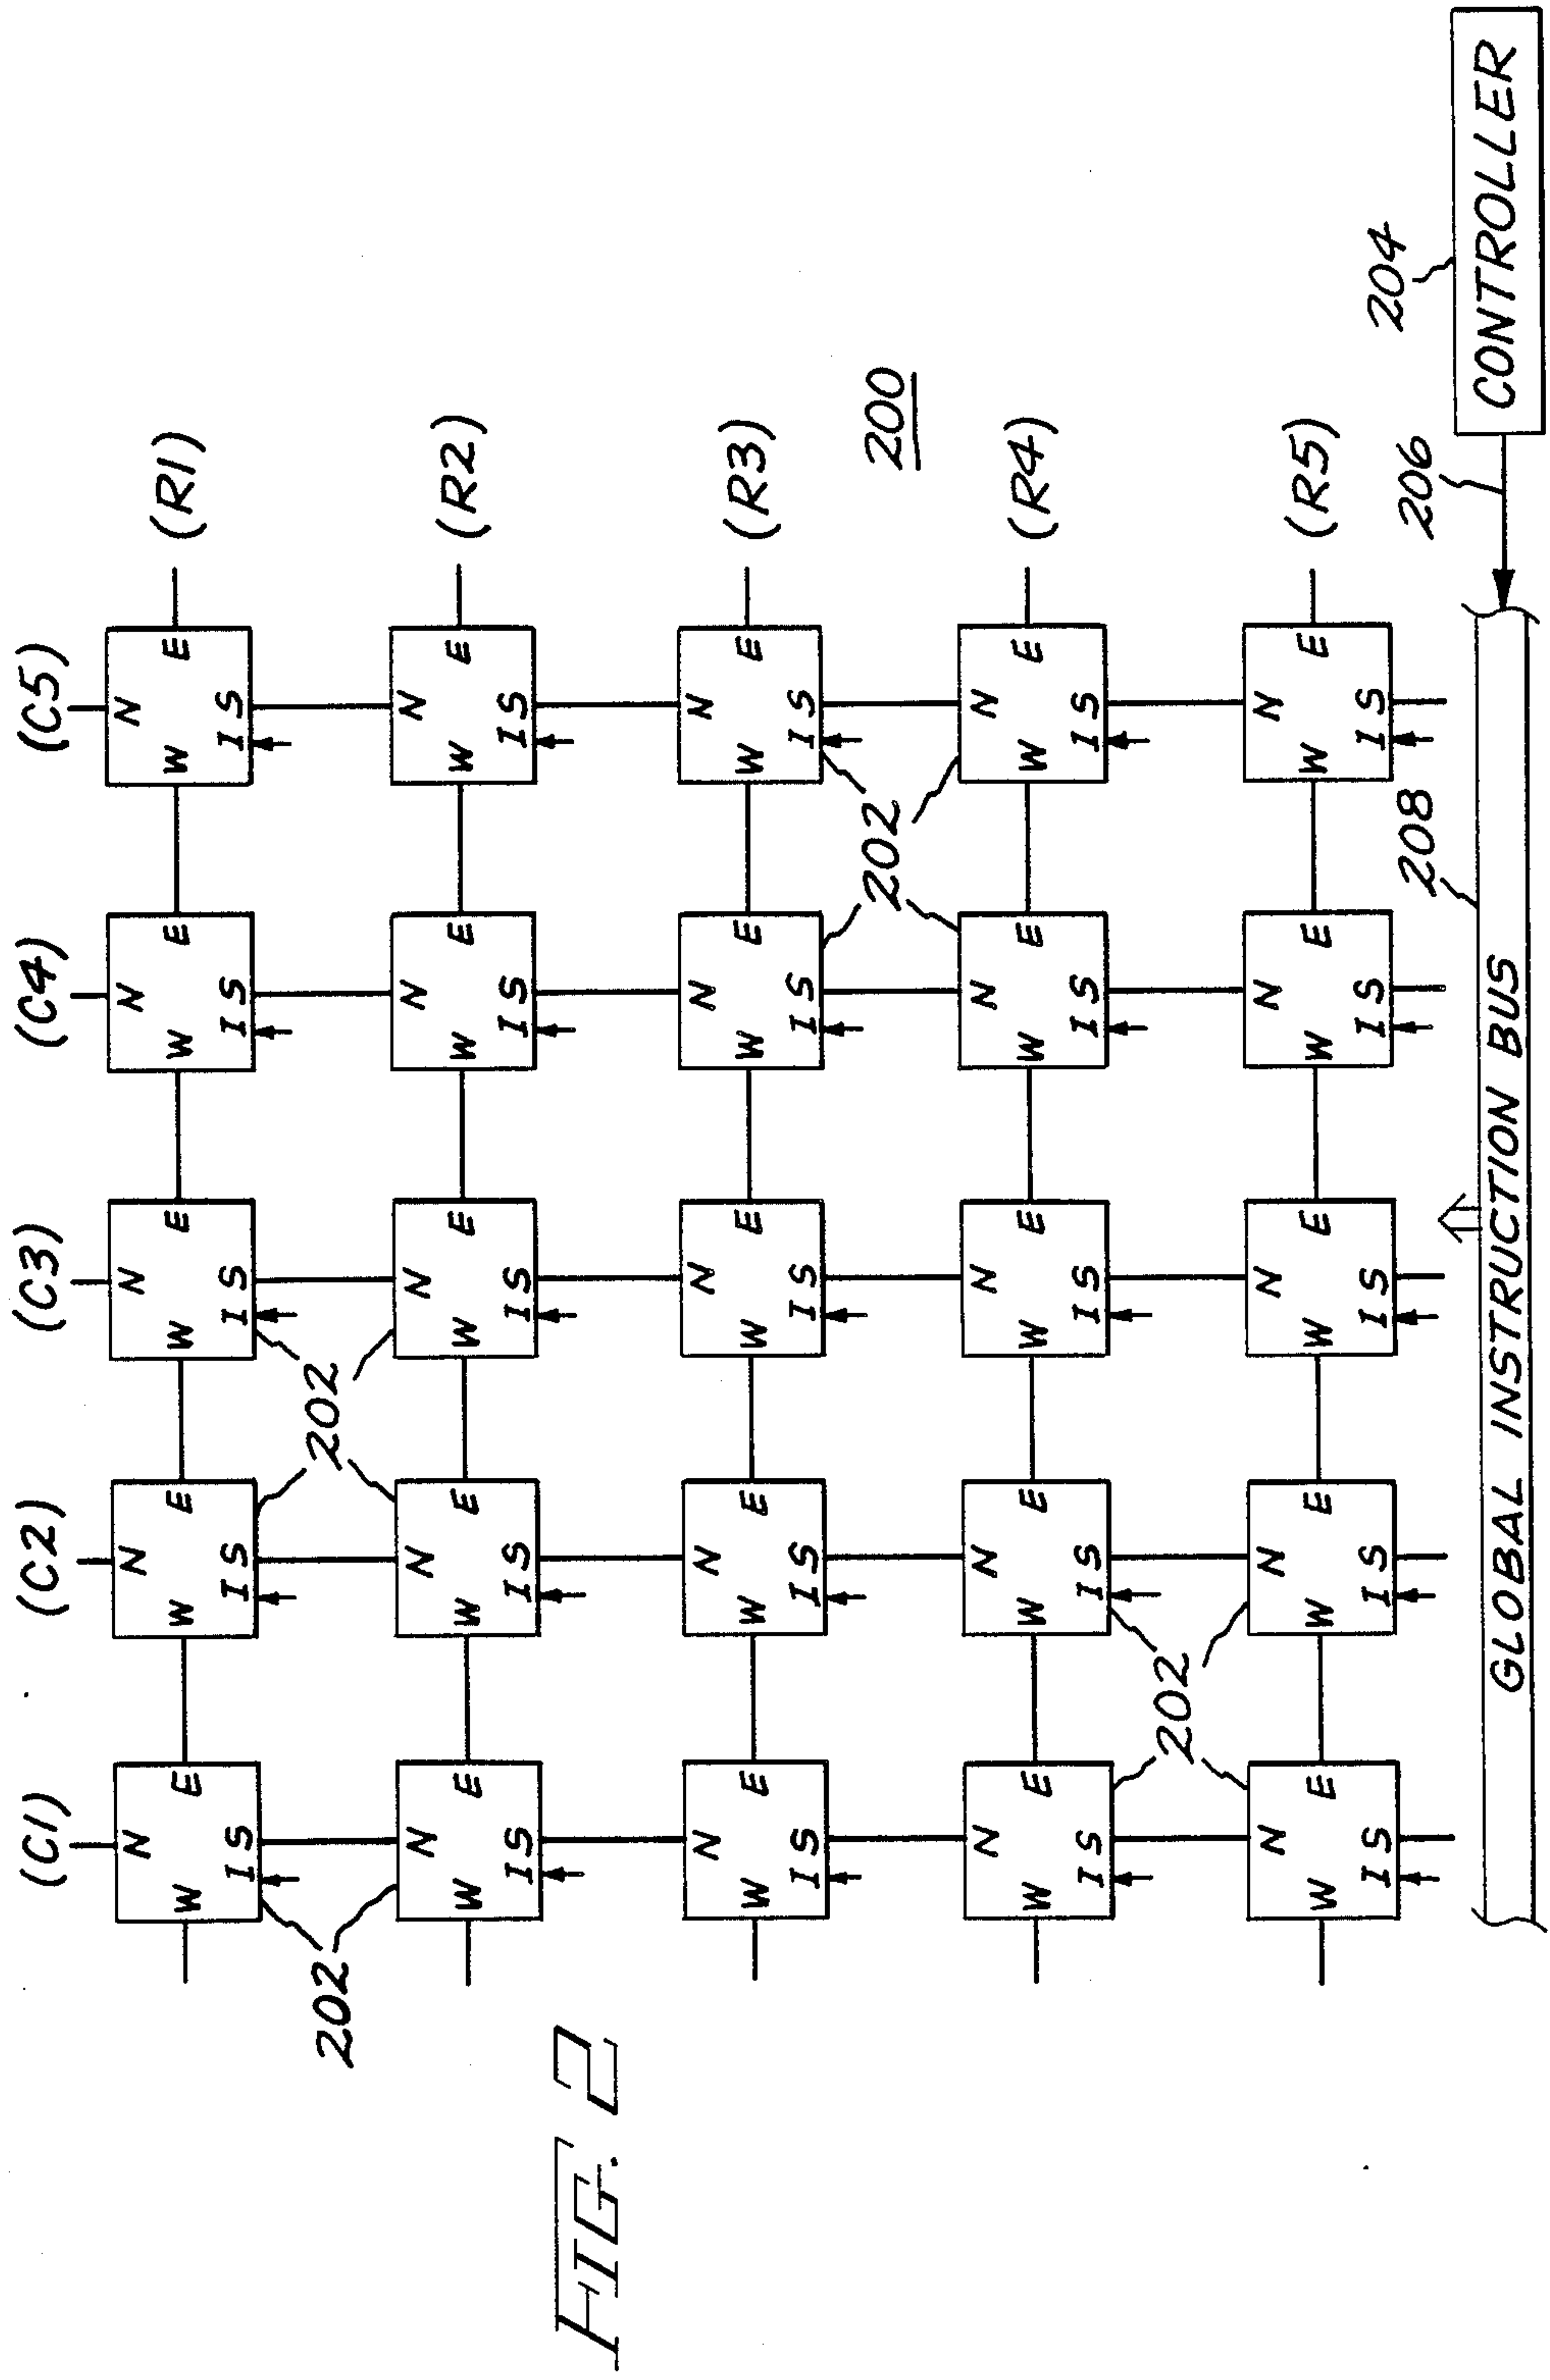 (C1) (C2) (C3) (C4) (C5)
N N N N N
W E W E W E W E W E (R1)
I S I S I S I S I S
202 202
N N N N N
W E W E W E W E W E (R2)
I S I S I S I S I S
FIG. 2
N N N N N
W E W E W E W E W E (R3)
I S I S I S I S I S
202 200
N N N N N
W E W E W E W E W E (R4)
I S I S I S I S I S
202
N N N N N
W E W E W E W E W E (R5)
I S I S I S I S I S
208 206 204
GLOBAL INSTRUCTION BUS
CONTROLLER